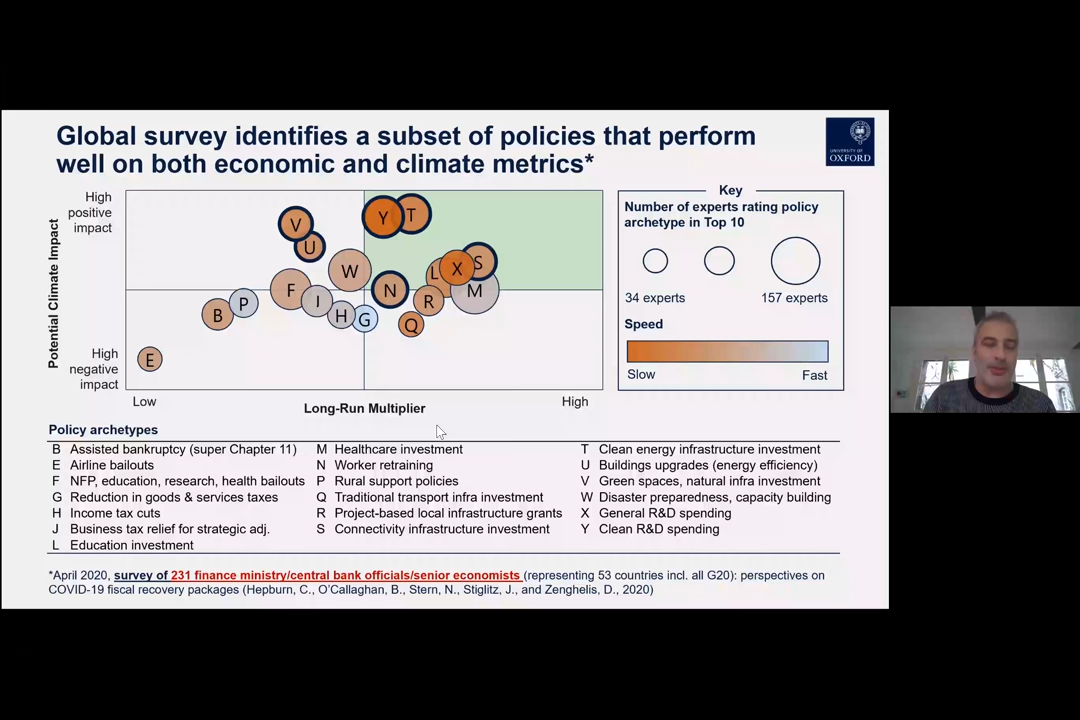 Global survey identifies a subset of policies that perform
well on both economic and climate metrics*
UNIVERSITY OF
OXFORD
High
positive
impact
Potential Climate Impact
High
negative
impact
V
U
Y
T
W
F
J
N
L
X
S
M
R
Q
B
P
H
G
E
Low
Long-Run Multiplier
High
Key
Number of experts rating policy
archetype in Top 10
34 experts
157 experts
Speed
Slow
Fast
Policy archetypes
B Assisted bankruptcy (super Chapter 11)
E Airline bailouts
F NFP, education, research, health bailouts
G Reduction in goods & services taxes
H Income tax cuts
J Business tax relief for strategic adj.
L Education investment
M Healthcare investment
N Worker retraining
P Rural support policies
Q Traditional transport infra investment
R Project-based local infrastructure grants
S Connectivity infrastructure investment
T Clean energy infrastructure investment
U Buildings upgrades (energy efficiency)
V Green spaces, natural infra investment
W Disaster preparedness, capacity building
X General R&D spending
Y Clean R&D spending
*April 2020, survey of 231 finance ministry/central bank officials/senior economists (representing 53 countries incl. all G20): perspectives on
COVID-19 fiscal recovery packages (Hepburn, C., O'Callaghan, B., Stern, N., Stiglitz, J., and Zenghelis, D., 2020)